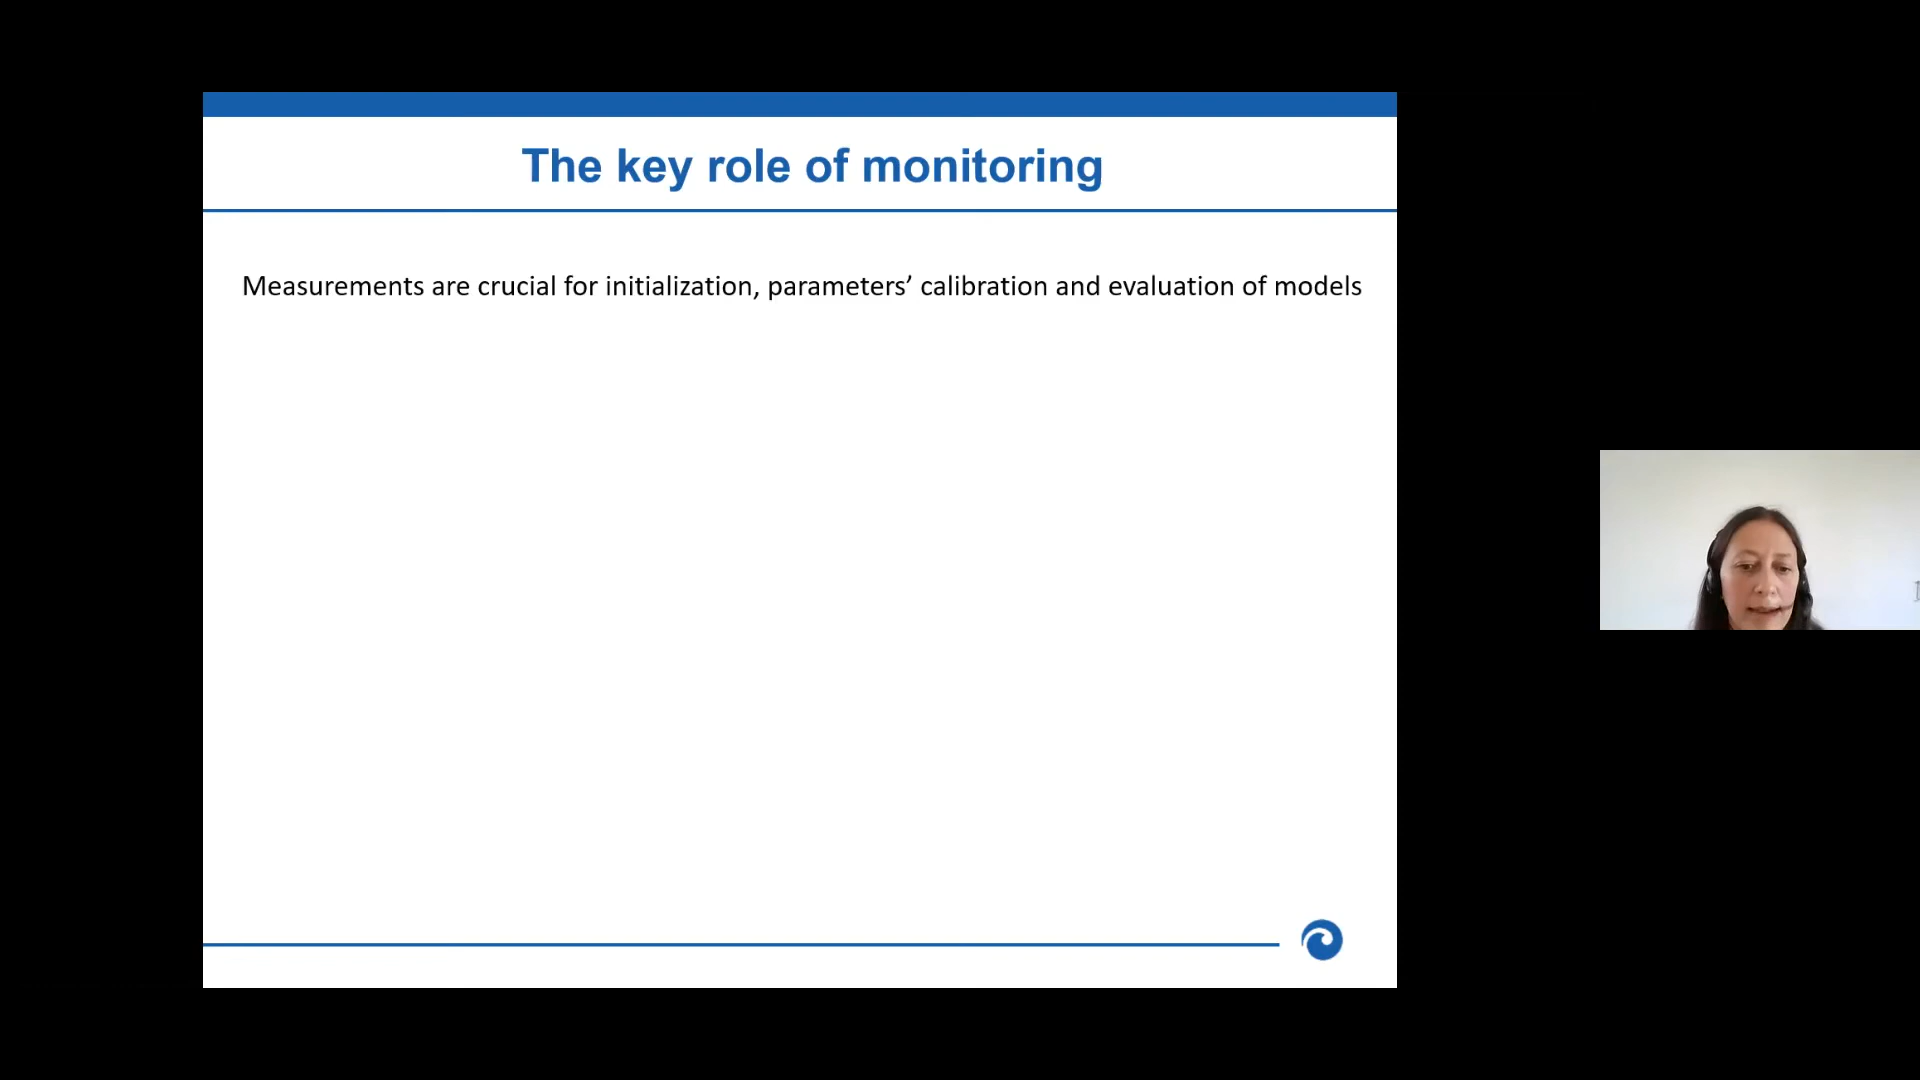 The key role of monitoring
Measurements are crucial for initialization, parameters’ calibration and evaluation of models